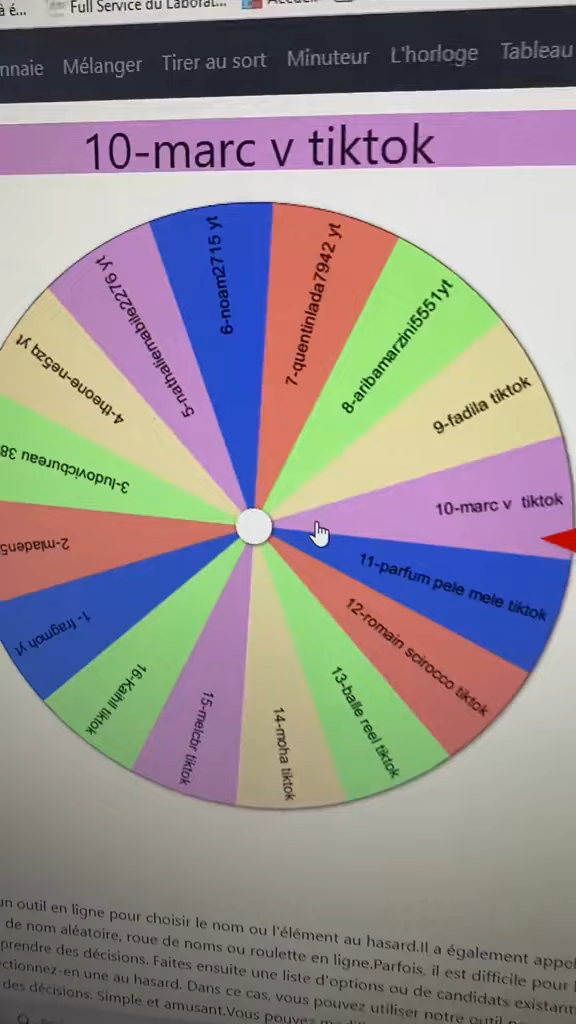 Full Service du Laborat...
nnaie Mélanger Tirer au sort Minuteur L'horloge Tableau
10-marc v tiktok
6-noam2715 yt
7-quentinlada7942 yt
5-nathaliemabile2276 yt
8-aribamarzini5551yt
4-theone-ne5zq yt
9-fadila tiktok
3-ludovicbureau 38
10-marc v tiktok
2-mladen5
11-parfum pele mele tiktok
1- fragmoh yt
12-romain scirocco tiktok
16-Kaihil tiktok
13-balle reel tiktok
15-melcbr tiktok
14-moha tiktok
un outil en ligne pour choisir le nom ou l'élément au hasard.Il a également appel
de nom aléatoire, roue de noms ou roulette en ligne.Parfois, il est difficile pour
prendre des décisions. Faites ensuite une liste d'options ou de candidats existant
ctionnez-en une au hasard. Dans ce cas, vous pouvez utiliser notre outil
des décisions. Simple et amusant.Vous pouvez